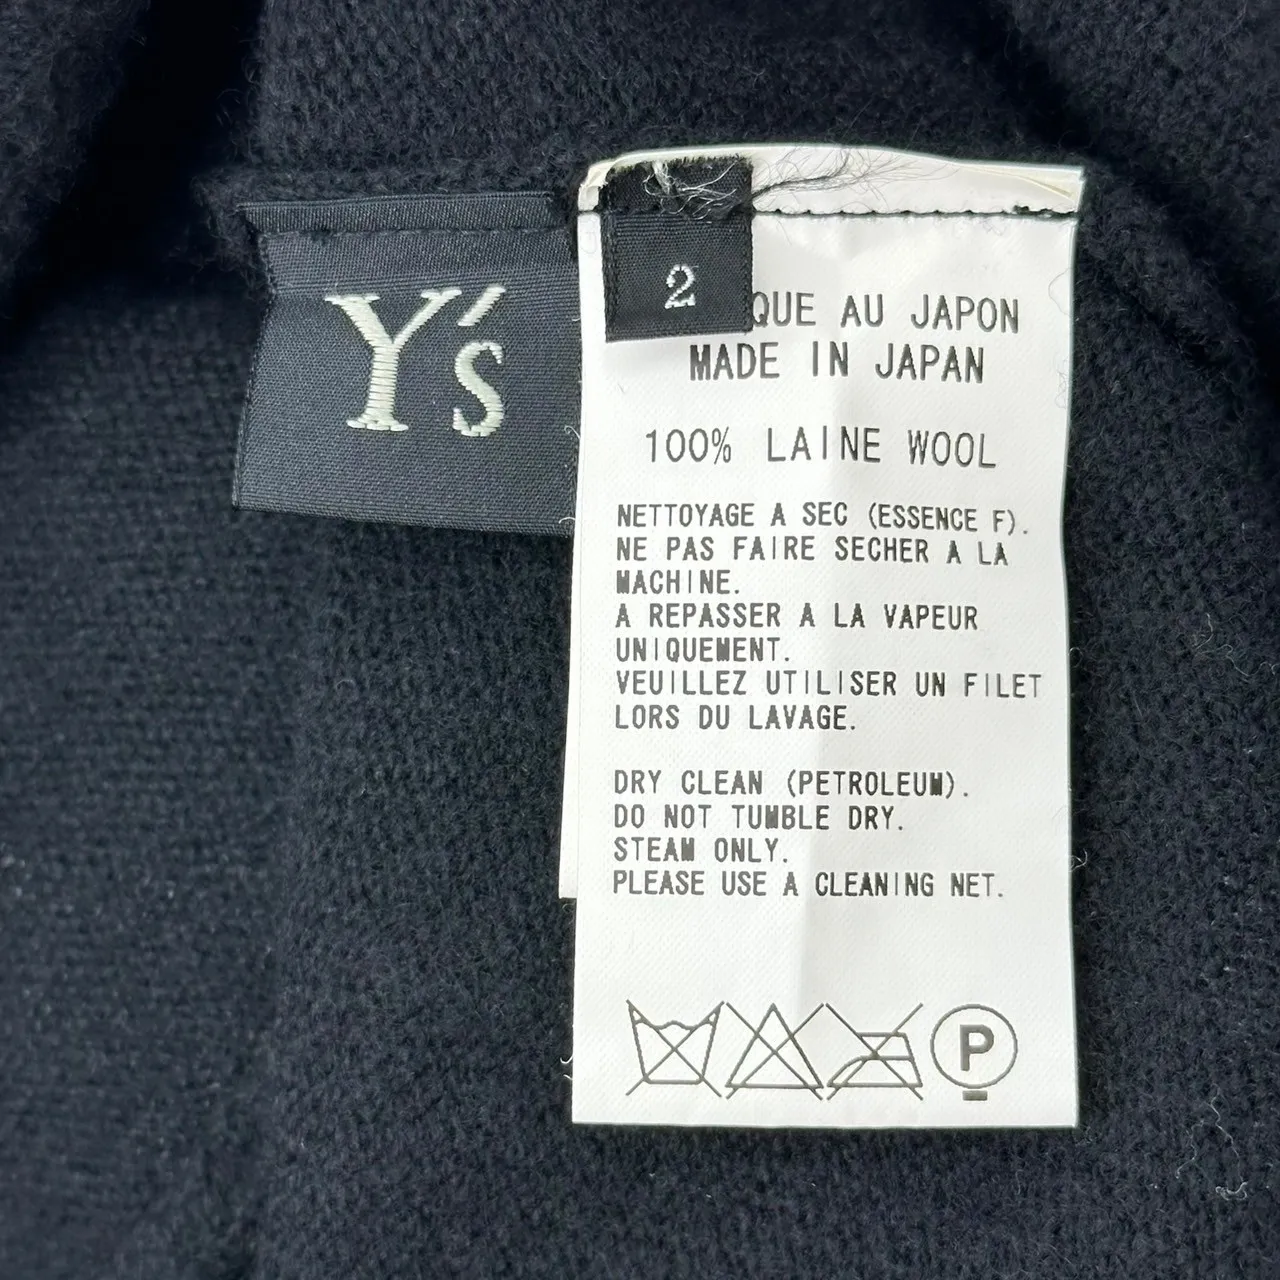 Y's
2
QUE AU JAPON
MADE IN JAPAN
100% LAINE WOOL
NETTOYAGE A SEC (ESSENCE F).
NE PAS FAIRE SECHER A LA
MACHINE.
A REPASSER A LA VAPEUR
UNIQUEMENT.
VEUILLEZ UTILISER UN FILET
LORS DU LAVAGE.
DRY CLEAN (PETROLEUM).
DO NOT TUMBLE DRY.
STEAM ONLY.
PLEASE USE A CLEANING NET.
P